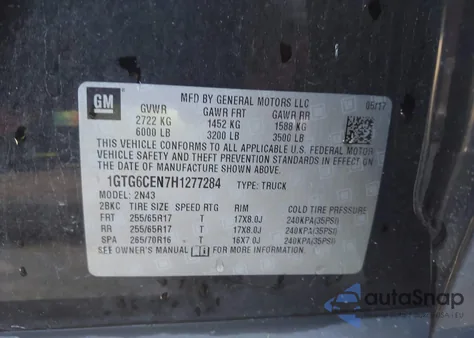 GM
MFD BY GENERAL MOTORS LLC
05/17
GVWR GAWR FRT GAWR RR
2722 KG 1452 KG 1588 KG
6000 LB 3200 LB 3500 LB
THIS VEHICLE CONFORMS TO ALL APPLICABLE U.S. FEDERAL MOTOR
VEHICLE SAFETY STANDARDS IN EFFECT ON THE
DATE OF MANUFACTURE SHOWN ABOVE.
1GTG6CEN7H1277284 TYPE: TRUCK
MODEL: 2N43
2BKC TIRE SIZE SPEED RTG RIM COLD TIRE PRESSURE
FRT 255/65R17 T 17X8.0J 240KPA(35PSI)
RR 255/65R17 T 17X8.0J 240KPA(35PSI)
SPA 265/70R16 T 16X7.0J 240KPA(35PSI)
SEE OWNER'S MANUAL FOR MORE INFORMATION.
autoSnap